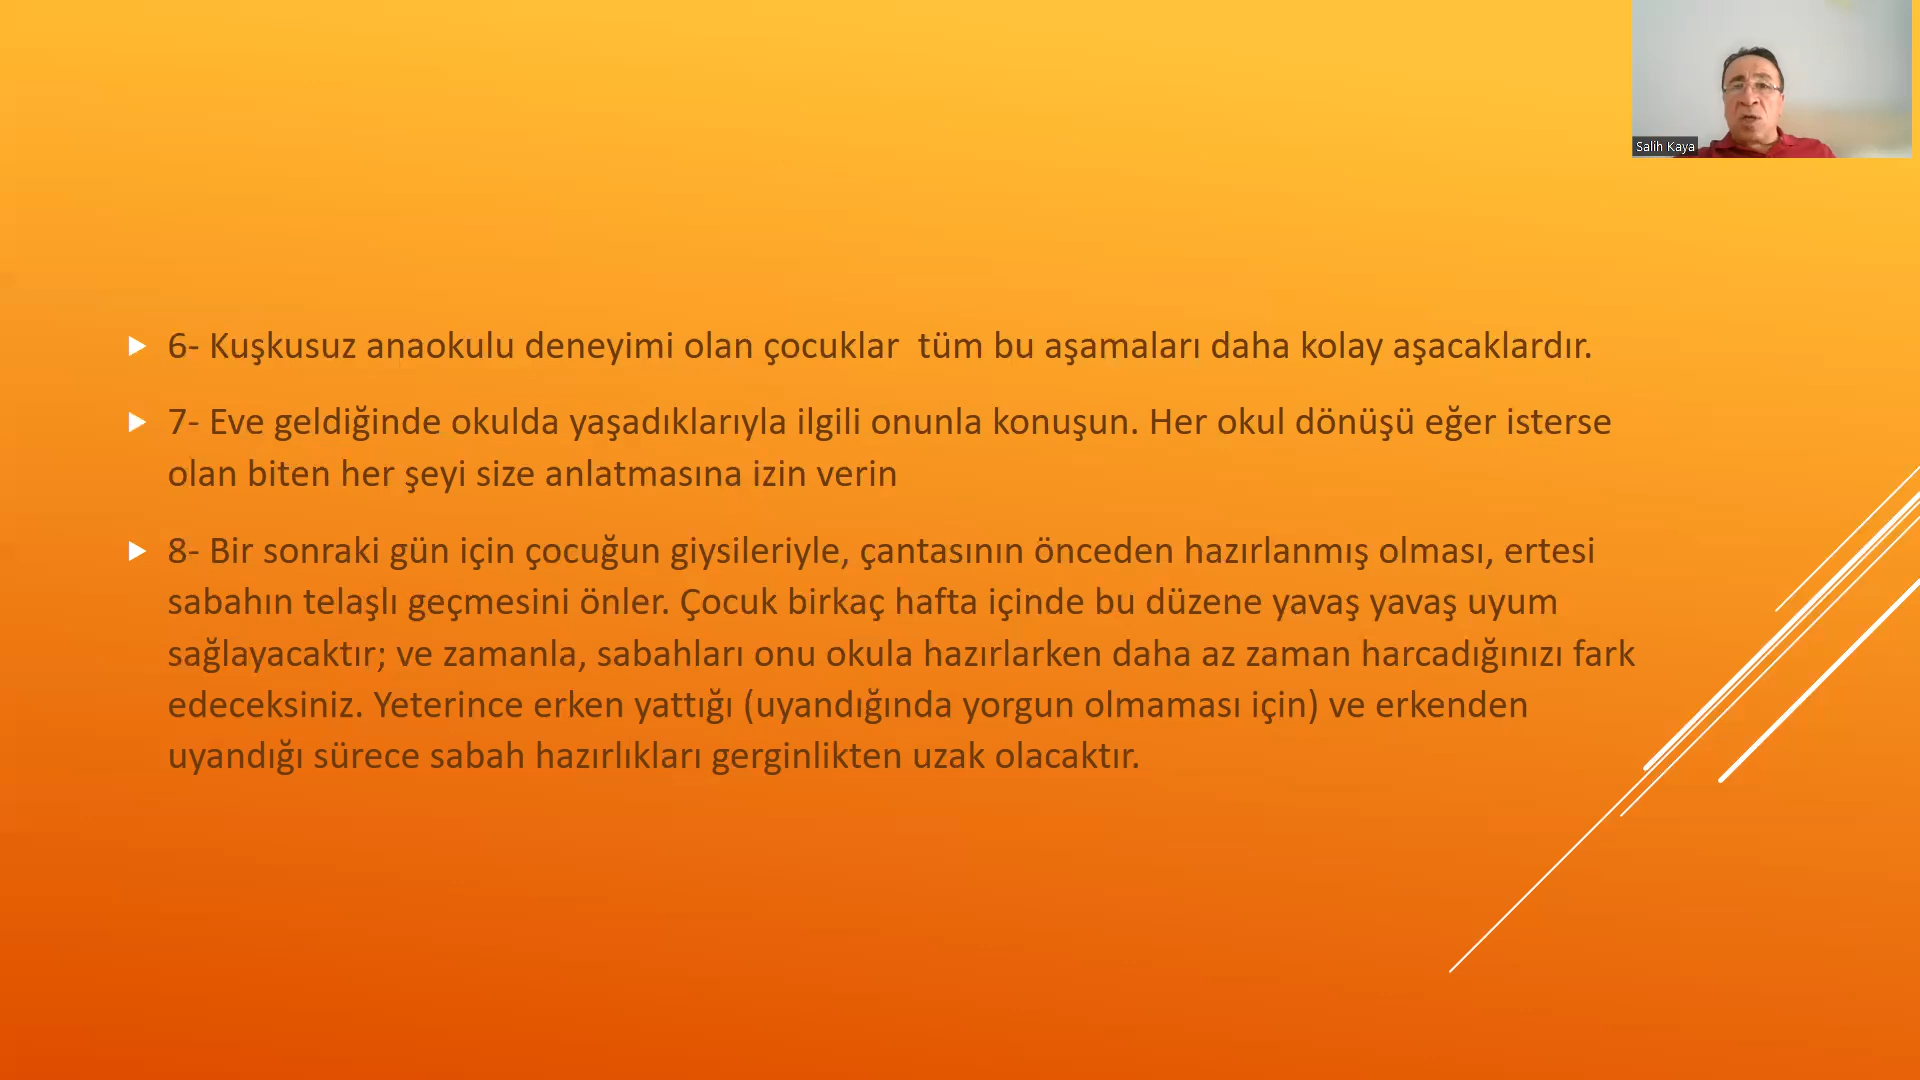 Salih Kaya
6- Kuşkusuz anaokulu deneyimi olan çocuklar  tüm bu aşamaları daha kolay aşacaklardır.
7- Eve geldiğinde okulda yaşadıklarıyla ilgili onunla konuşun. Her okul dönüşü eğer isterse
olan biten her şeyi size anlatmasına izin verin
8- Bir sonraki gün için çocuğun giysileriyle, çantasının önceden hazırlanmış olması, ertesi
sabahın telaşlı geçmesini önler. Çocuk birkaç hafta içinde bu düzene yavaş yavaş uyum
sağlayacaktır; ve zamanla, sabahları onu okula hazırlarken daha az zaman harcadığınızı fark
edeceksiniz. Yeterince erken yattığı (uyandığında yorgun olmaması için) ve erkenden
uyandığı sürece sabah hazırlıkları gerginlikten uzak olacaktır.